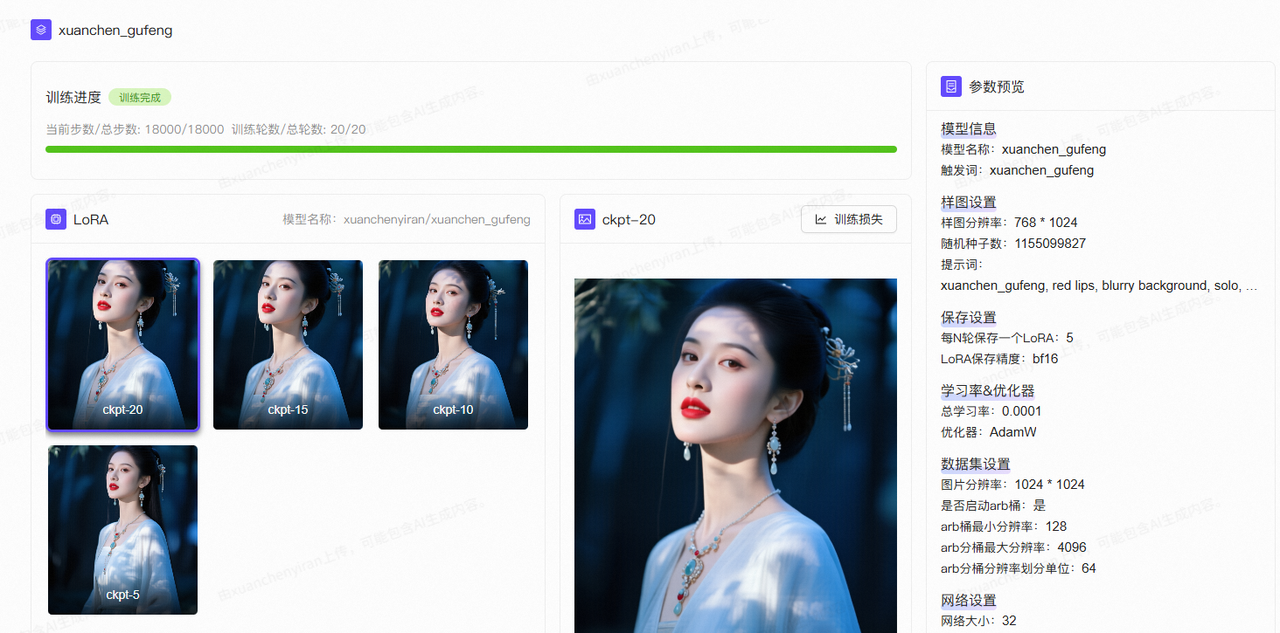 xuanchen_gufeng
训练进度 训练完成
当前步数/总步数: 18000/18000 训练轮数/总轮数: 20/20
LoRA 模型名称：xuanchenyiran/xuanchen_gufeng
ckpt-20
ckpt-15
ckpt-10
ckpt-5
ckpt-20 训练损失
参数预览
模型信息
模型名称：xuanchen_gufeng
触发词：xuanchen_gufeng
样图设置
样图分辨率：768 * 1024
随机种子数：1155099827
提示词：
xuanchen_gufeng, red lips, blurry background, solo, ...
保存设置
每N轮保存一个LoRA：5
LoRA保存精度：bf16
学习率&优化器
总学习率：0.0001
优化器：AdamW
数据集设置
图片分辨率：1024 * 1024
是否启动arb桶：是
arb桶最小分辨率：128
arb分桶最大分辨率：4096
arb分桶分辨率划分单位：64
网络设置
网络大小：32
由xuanchenyiran上传，可能包含AI生成内容。